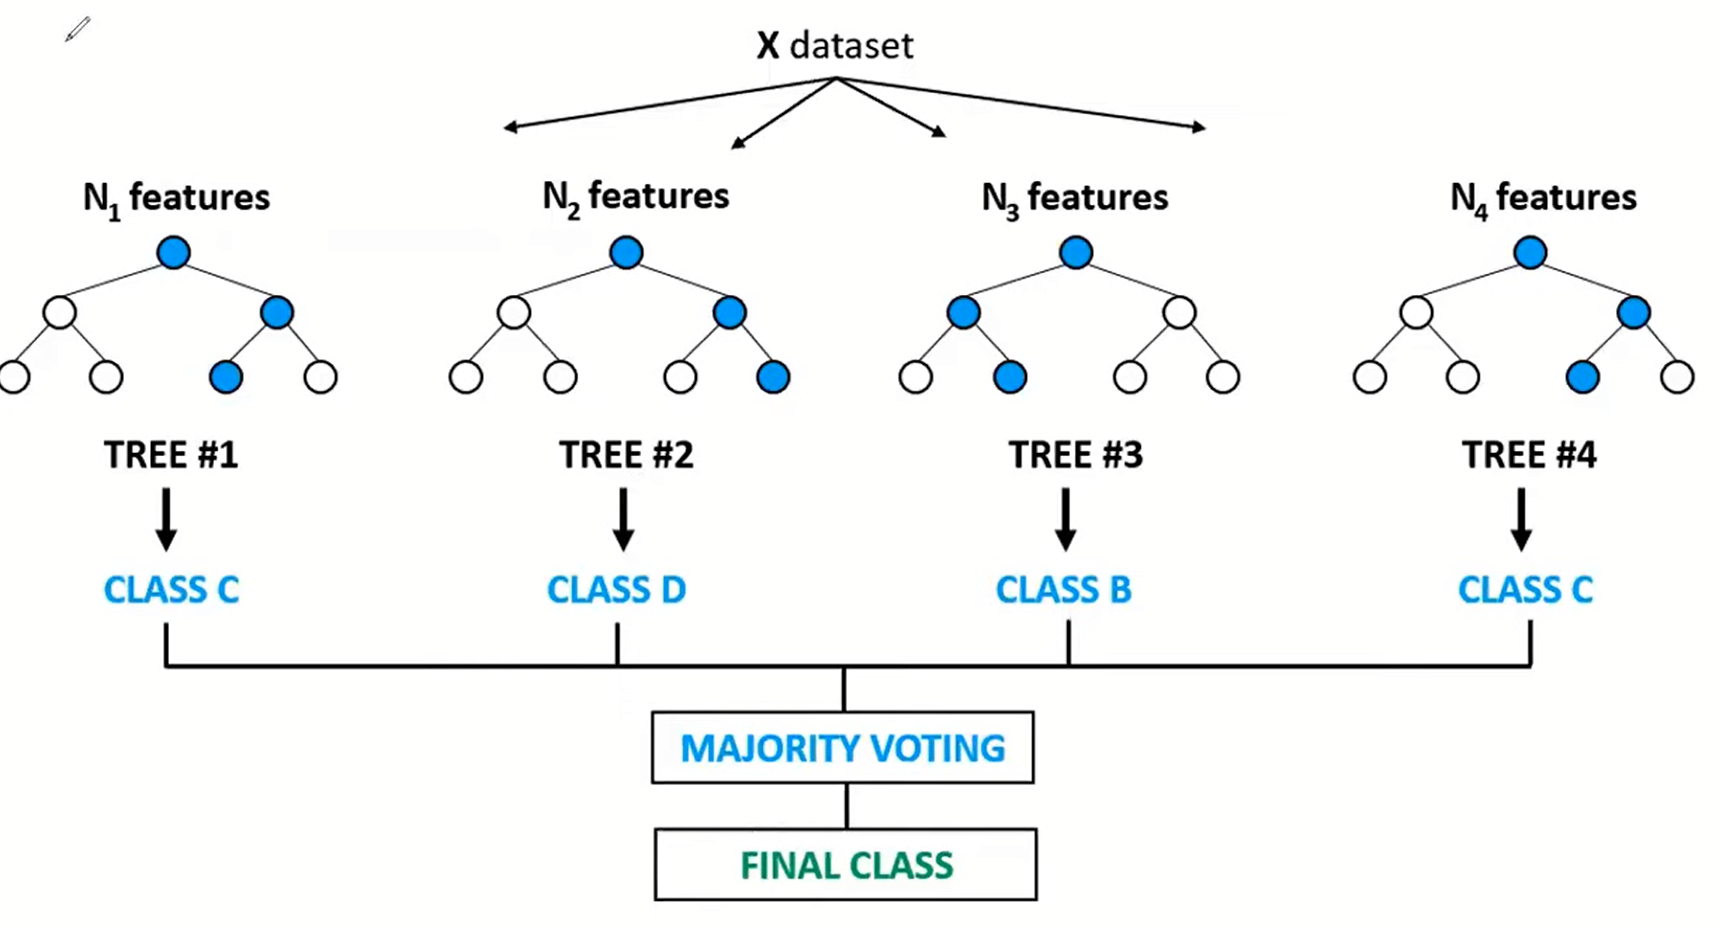 X dataset
N₁ features
N₂ features
N₃ features
N₄ features
TREE #1
TREE #2
TREE #3
TREE #4
CLASS C
CLASS D
CLASS B
CLASS C
MAJORITY VOTING
FINAL CLASS